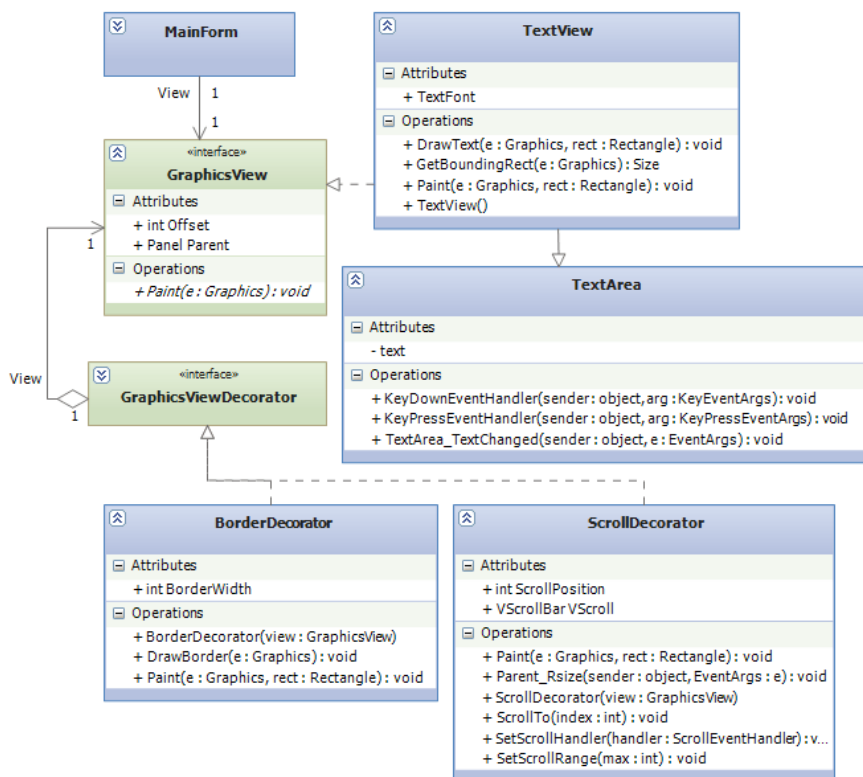 MainForm
View 1
1
«interface»
GraphicsView
Attributes
+ int Offset
+ Panel Parent
Operations
+ Paint(e : Graphics) : void
1
View
1
«interface»
GraphicsViewDecorator
TextView
Attributes
+ TextFont
Operations
+ DrawText(e : Graphics, rect : Rectangle) : void
+ GetBoundingRect(e : Graphics) : Size
+ Paint(e : Graphics, rect : Rectangle) : void
+ TextView()
TextArea
Attributes
- text
Operations
+ KeyDownEventHandler(sender : object,arg : KeyEventArgs) : void
+ KeyPressEventHandler(sender : object,arg : KeyPressEventArgs) : void
+ TextArea_TextChanged(sender : object, e : EventArgs) : void
BorderDecorator
Attributes
+ int BorderWidth
Operations
+ BorderDecorator(view : GraphicsView)
+ DrawBorder(e : Graphics) : void
+ Paint(e : Graphics, rect : Rectangle) : void
ScrollDecorator
Attributes
+ int ScrollPosition
+ VScrollBar VScroll
Operations
+ Paint(e : Graphics, rect : Rectangle) : void
+ Parent_Rsize(sender : object, EventArgs : e) : void
+ ScrollDecorator(view : GraphicsView)
+ ScrollTo(index : int) : void
+ SetScrollHandler(handler : ScrollEventHandler) : v...
+ SetScrollRange(max : int) : void